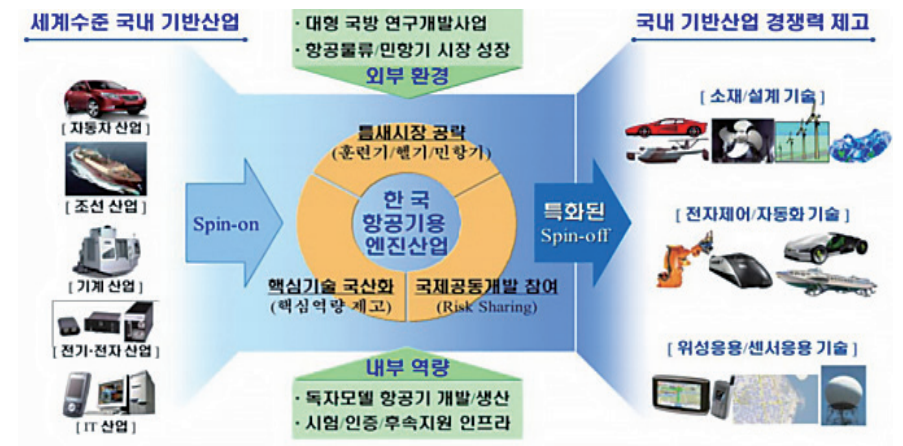 세계수준 국내 기반산업
[ 자동차 산업 ]
[ 조선 산업 ]
[ 기계 산업 ]
[전기·전자 산업]
[ IT 산업 ]
· 대형 국방 연구개발사업
· 항공물류/민항기 시장 성장
외부 환경
Spin-on
틈새시장 공략
(훈련기/헬기/민항기)
한 국
항공기용
엔진산업
핵심기술 국산화
(핵심역량 제고)
국제공동개발 참여
(Risk Sharing)
내부 역량
· 독자모델 항공기 개발/생산
· 시험/인증/후속지원 인프라
특화된
Spin-off
국내 기반산업 경쟁력 제고
[ 소재/설계 기술 ]
[ 전자제어/자동화 기술 ]
[ 위성응용/센서응용 기술 ]